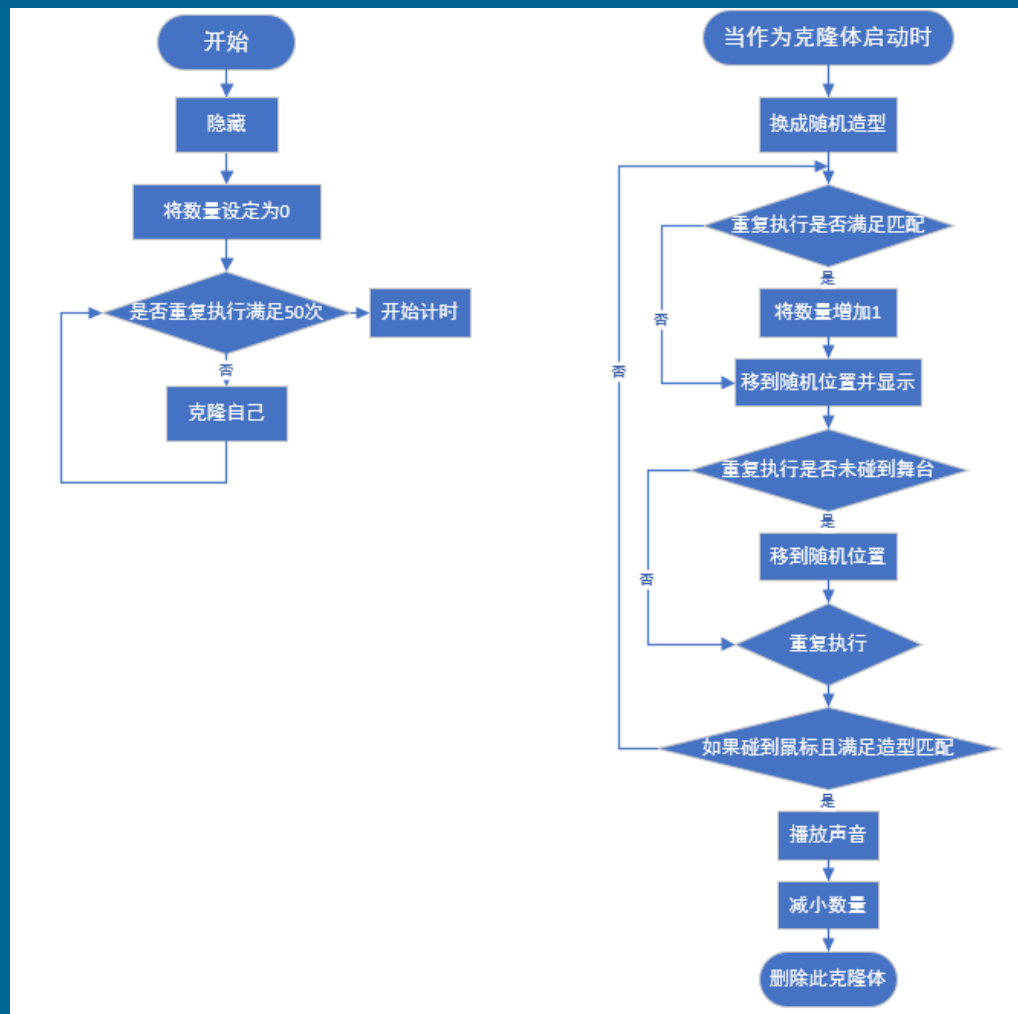 开始
隐藏
将数量设定为0
是否重复执行满足50次
开始计时
否
克隆自己
当作为克隆体启动时
换成随机造型
重复执行是否满足匹配
是
将数量增加1
否
移到随机位置并显示
否
重复执行是否未碰到舞台
是
移到随机位置
否
重复执行
如果碰到鼠标且满足造型匹配
是
播放声音
减小数量
删除此克隆体